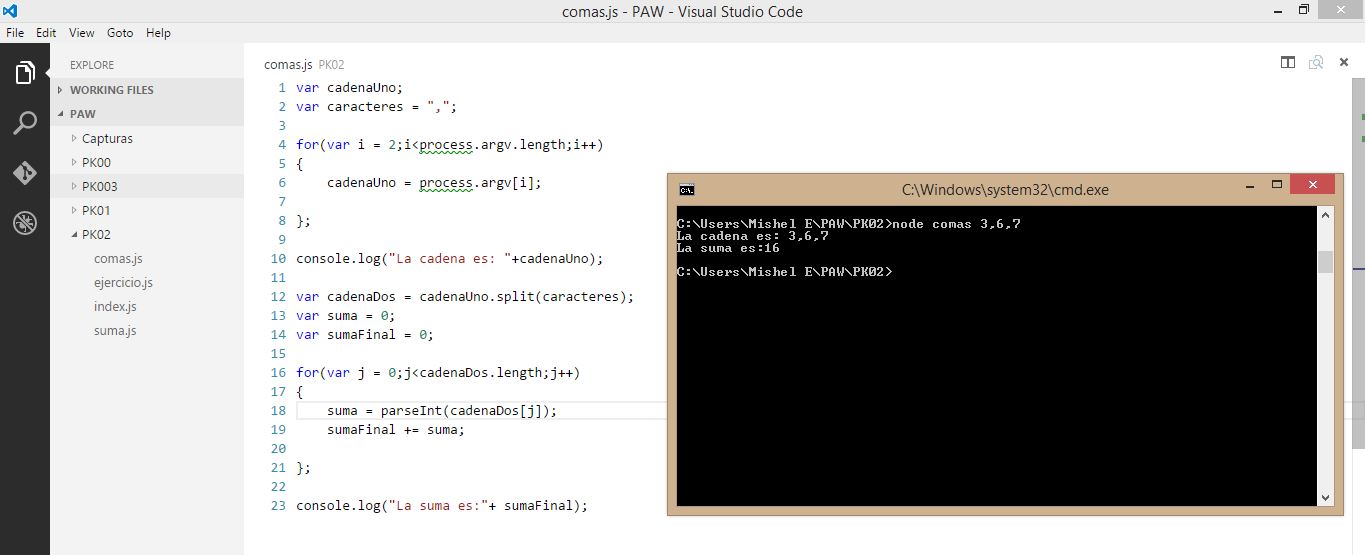 comas.js - PAW - Visual Studio Code
File Edit View Goto Help
EXPLORE
WORKING FILES
PAW
Capturas
PK00
PK003
PK01
PK02
comas.js
ejercicio.js
index.js
suma.js
comas.js PK02
1 var cadenaUno;
2 var caracteres = ",";
3
4 for(var i = 2;i<process.argv.length;i++)
5 {
6 cadenaUno = process.argv[i];
7
8 };
9
10 console.log("La cadena es: "+cadenaUno);
11
12 var cadenaDos = cadenaUno.split(caracteres);
13 var suma = 0;
14 var sumaFinal = 0;
15
16 for(var j = 0;j<cadenaDos.length;j++)
17 {
18 suma = parseInt(cadenaDos[j]);
19 sumaFinal += suma;
20
21 };
22
23 console.log("La suma es:"+ sumaFinal);
C:\Windows\system32\cmd.exe
C:\Users\Mishel E\PAW\PK02>node comas 3,6,7
La cadena es: 3,6,7
La suma es:16
C:\Users\Mishel E\PAW\PK02>